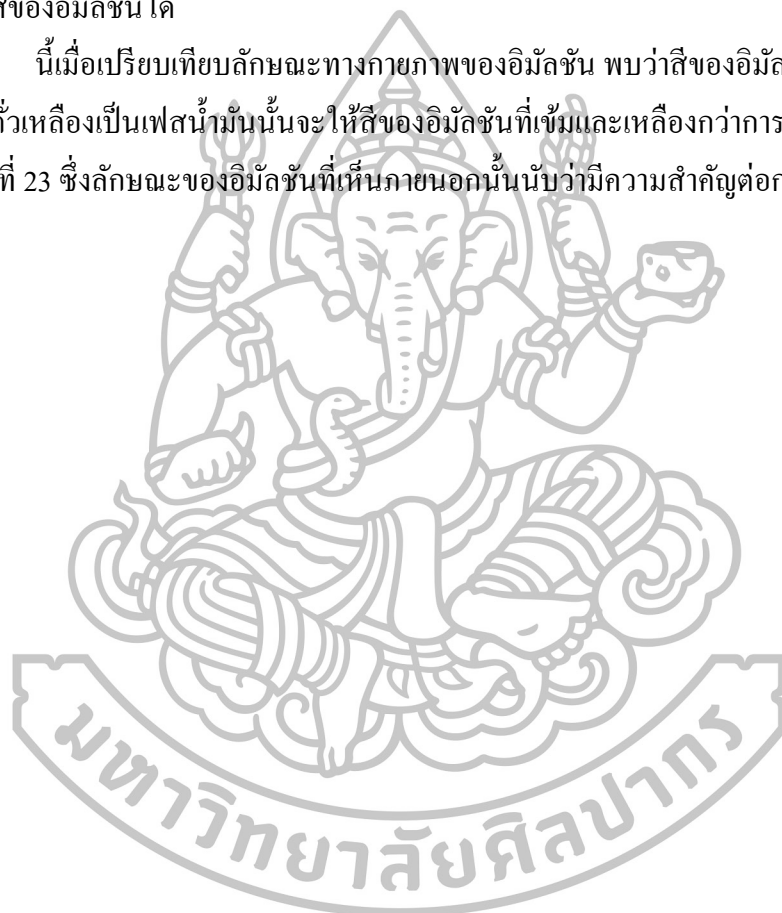 สีของอิมัลชันได้
นี้เมื่อเปรียบเทียบลักษณะทางกายภาพของอิมัลชัน พบว่าสีของอิมัล
ถั่วเหลืองเป็นเฟสน้ำมันนั้นจะให้สีของอิมัลชันที่เข้มและเหลืองกว่าการ
ที่ 23 ซึ่งลักษณะของอิมัลชันที่เห็นภายนอกนั้นนับว่ามีความสำคัญต่อก
มหาวิทยาลัยศิลปากร